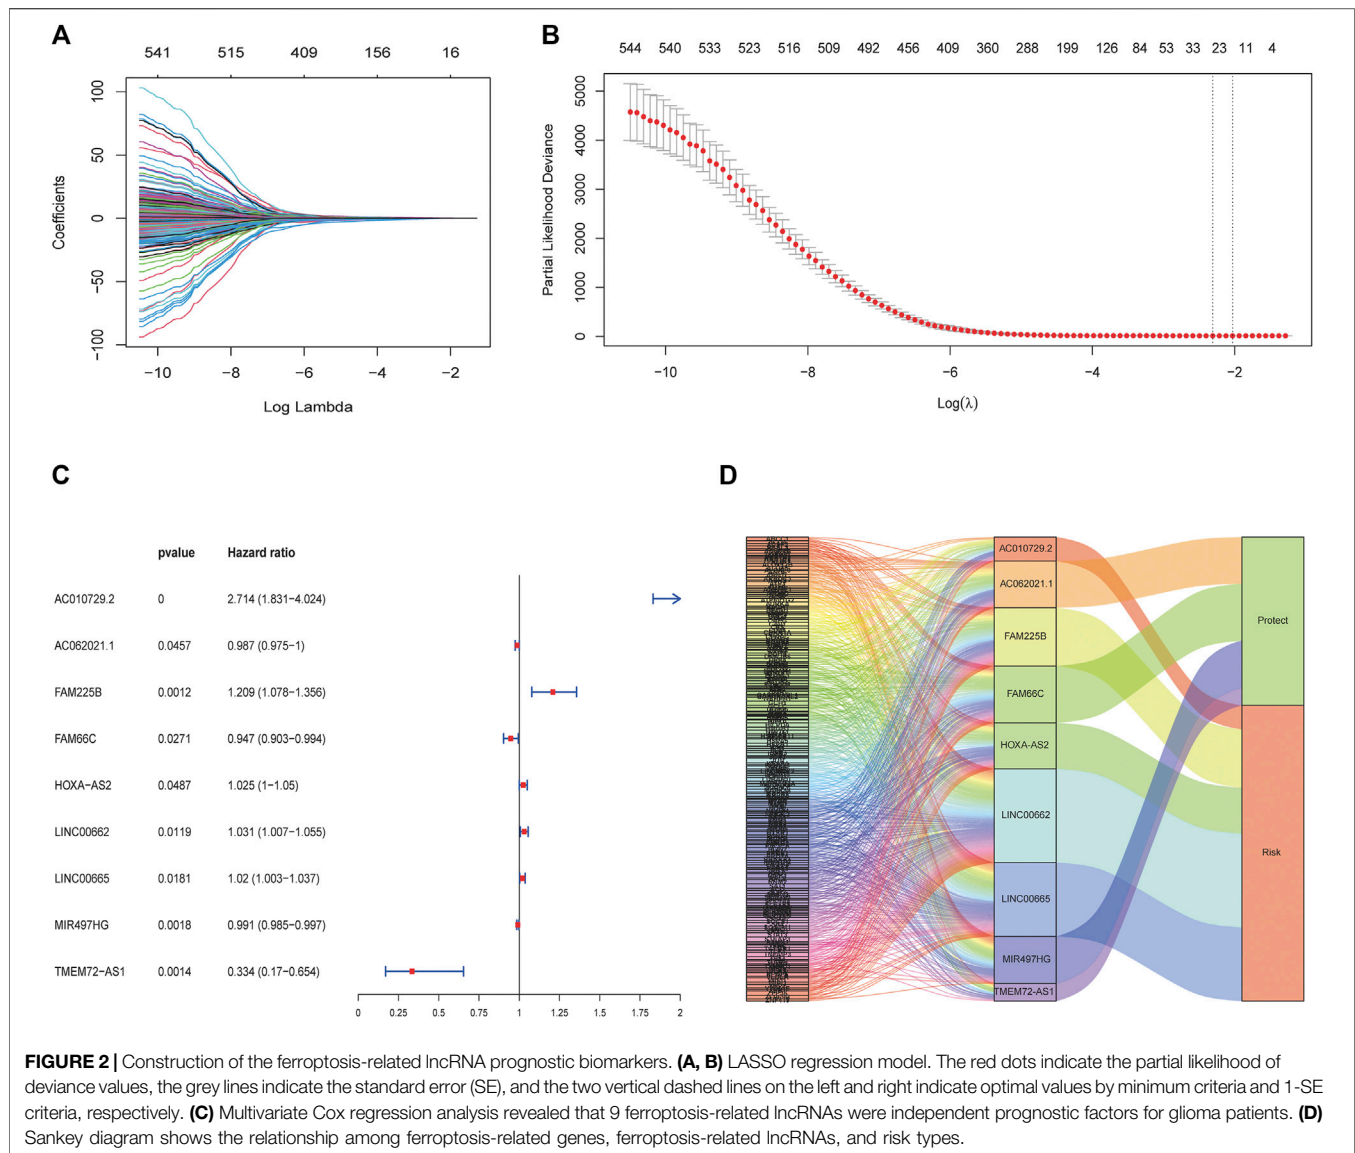 A
541 515 409 156 16
100
50
0
−50
−100
Coefficients
−10 −8 −6 −4 −2
Log Lambda
B
544 540 533 523 516 509 492 456 409 360 288 199 126 84 53 33 23 11 4
5000
4000
3000
2000
1000
0
Partial Likelihood Deviance
−10 −8 −6 −4 −2
Log(λ)
C
pvalue Hazard ratio
AC010729.2 0 2.714 (1.831−4.024)
AC062021.1 0.0457 0.987 (0.975−1)
FAM225B 0.0012 1.209 (1.078−1.356)
FAM66C 0.0271 0.947 (0.903−0.994)
HOXA−AS2 0.0487 1.025 (1−1.05)
LINC00662 0.0119 1.031 (1.007−1.055)
LINC00665 0.0181 1.02 (1.003−1.037)
MIR497HG 0.0018 0.991 (0.985−0.997)
TMEM72−AS1 0.0014 0.334 (0.17−0.654)
0 0.25 0.5 0.75 1 1.25 1.5 1.75 2
D
AC010729.2
AC062021.1
FAM225B
FAM66C
HOXA-AS2
LINC00662
LINC00665
MIR497HG
TMEM72-AS1
Protect
Risk
FIGURE 2 | Construction of the ferroptosis-related lncRNA prognostic biomarkers. (A, B) LASSO regression model. The red dots indicate the partial likelihood of
deviance values, the grey lines indicate the standard error (SE), and the two vertical dashed lines on the left and right indicate optimal values by minimum criteria and 1-SE
criteria, respectively. (C) Multivariate Cox regression analysis revealed that 9 ferroptosis-related lncRNAs were independent prognostic factors for glioma patients. (D)
Sankey diagram shows the relationship among ferroptosis-related genes, ferroptosis-related lncRNAs, and risk types.